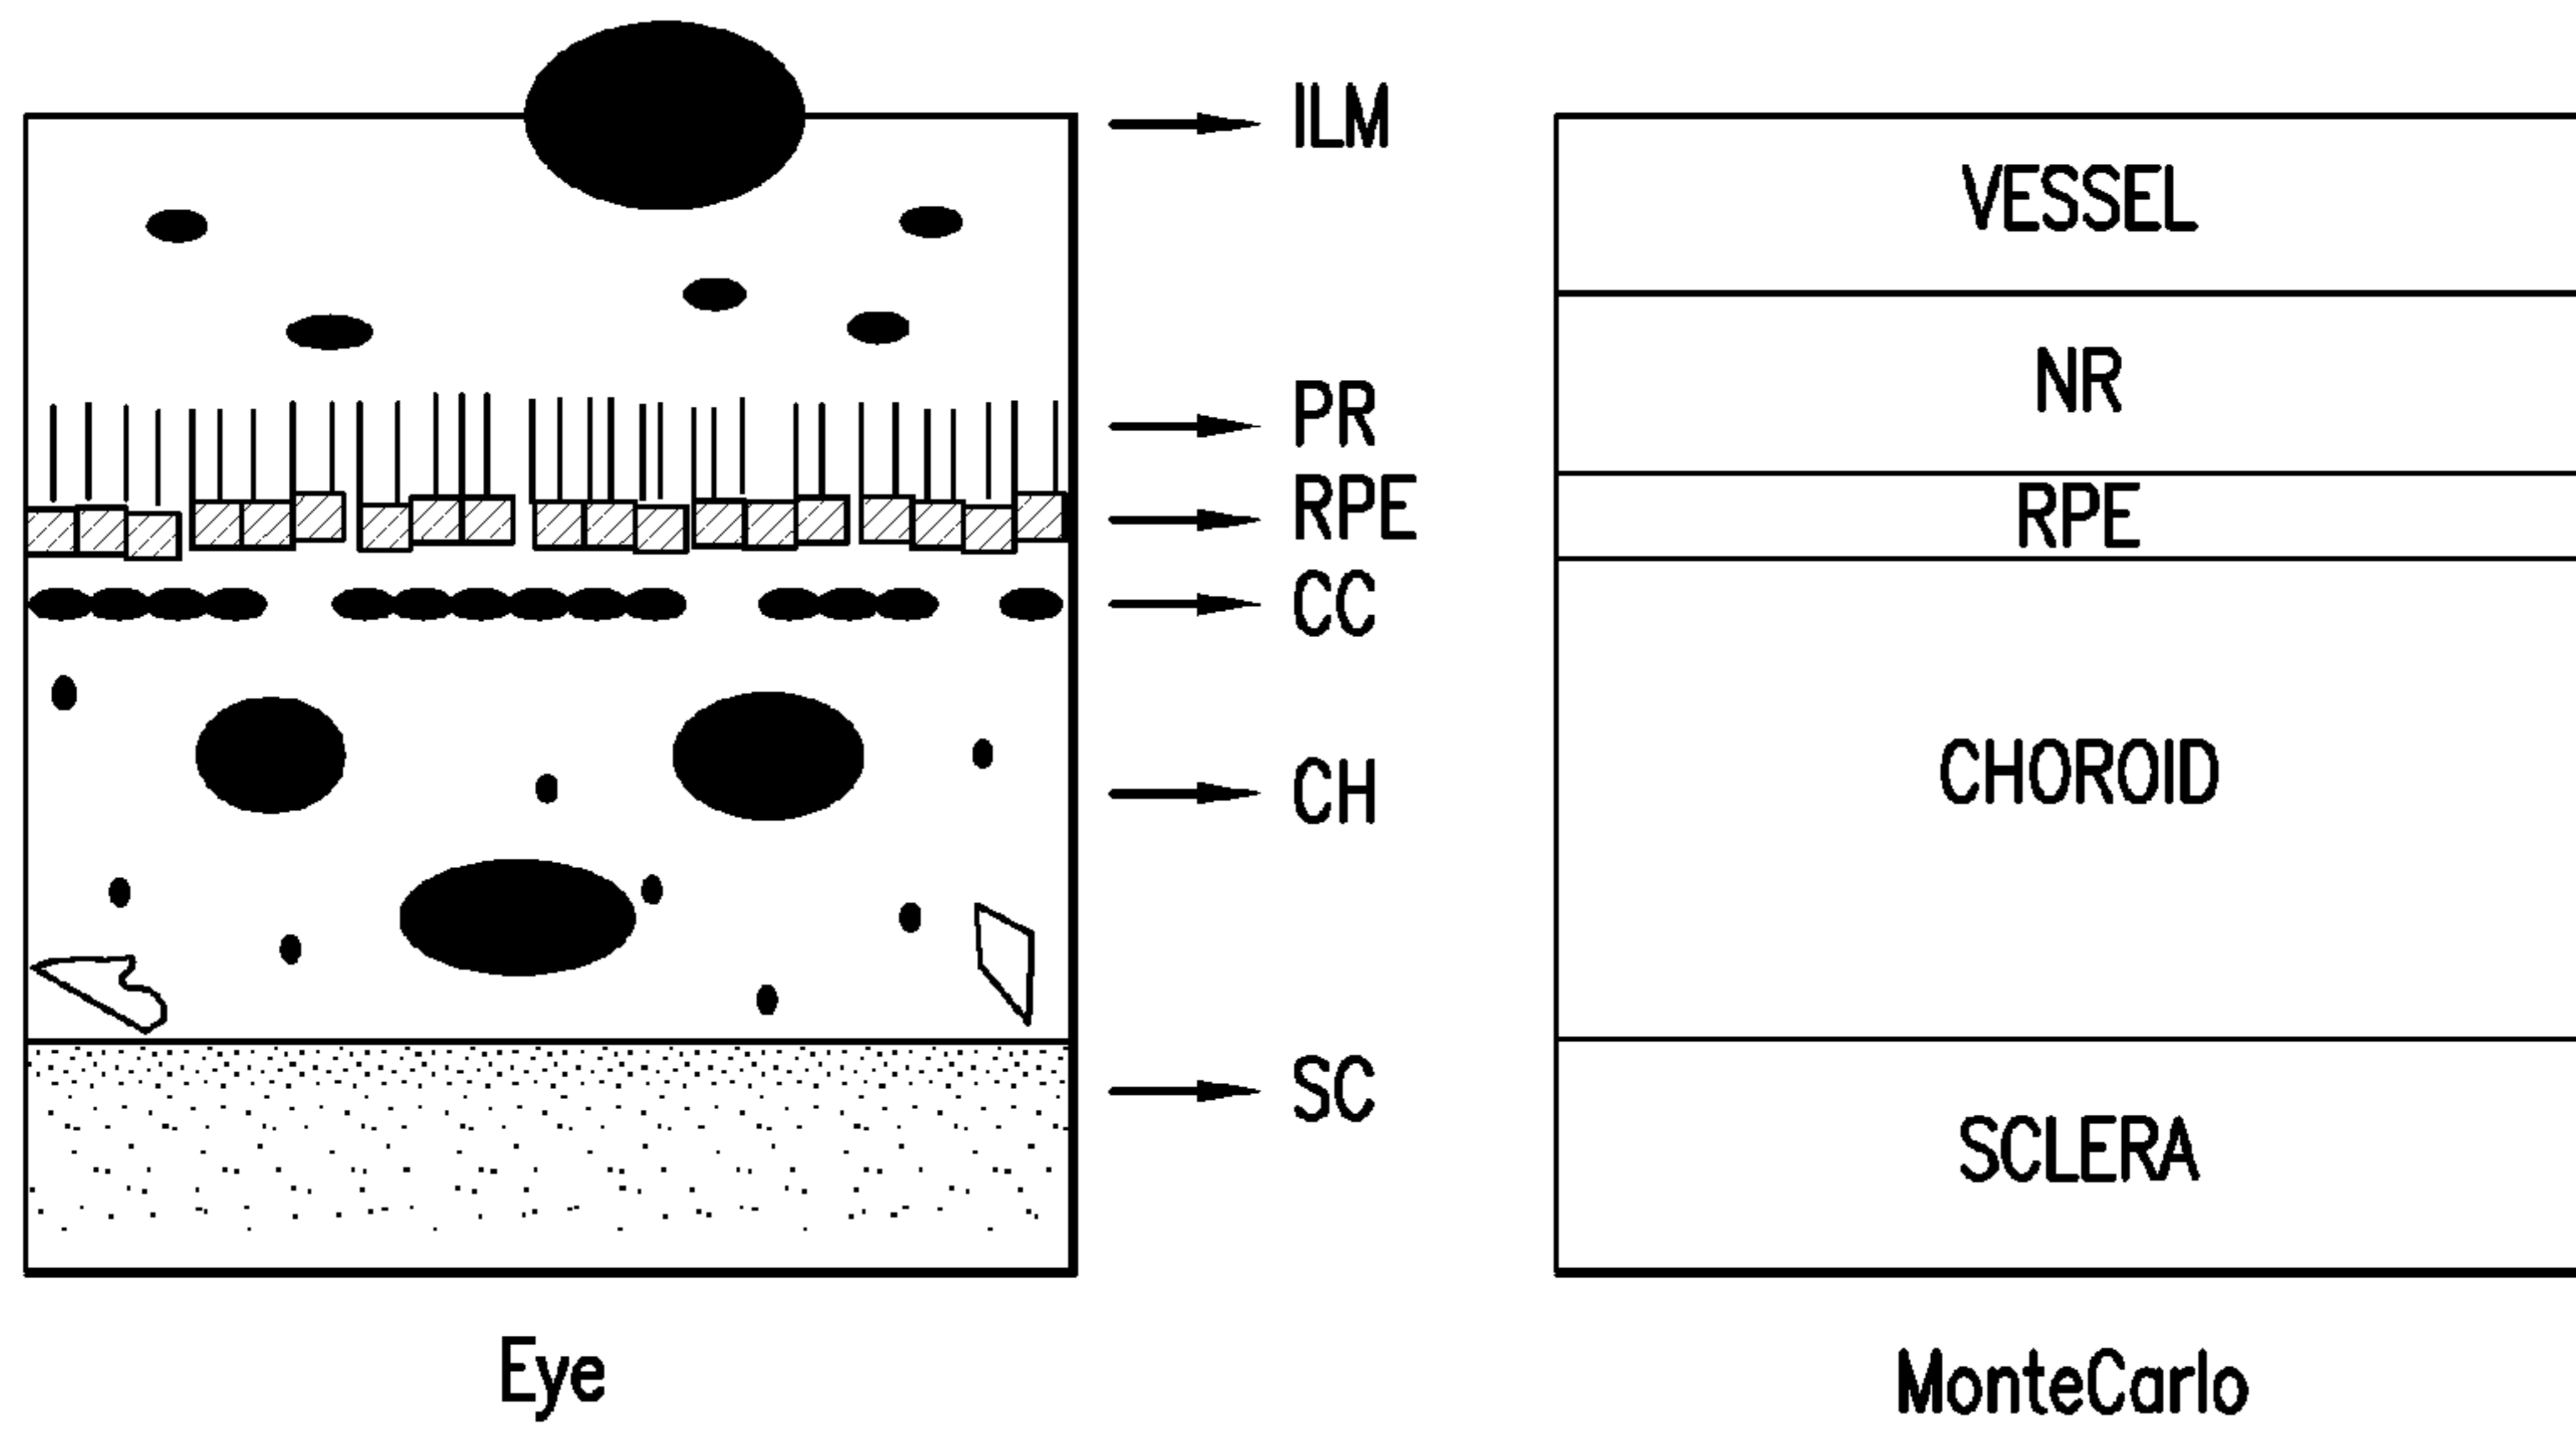 ILM
PR
RPE
CC
CH
SC
Eye
VESSEL
NR
RPE
CHOROID
SCLERA
MonteCarlo